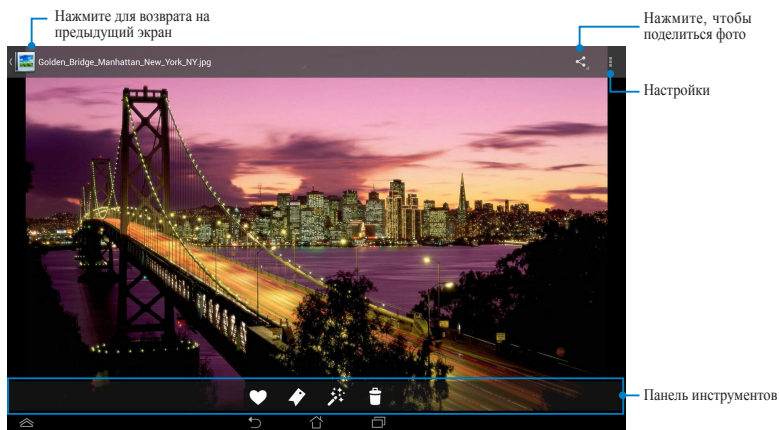 Нажмите для возврата на
предыдущий экран
Нажмите, чтобы
поделиться фото
Golden_Bridge_Manhattan_New_York_NY.jpg
Настройки
Панель инструментов